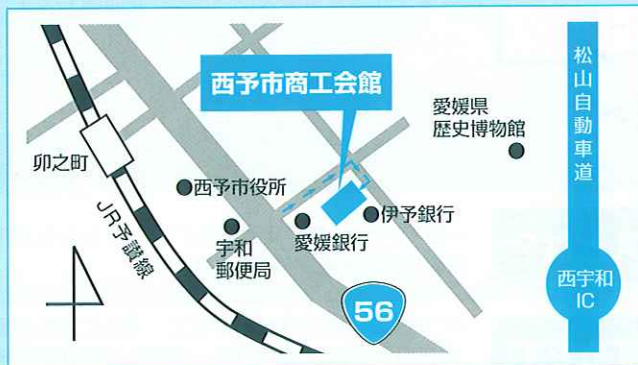 西予市商工会館
愛媛県
歴史博物館
松山自動車道
卯之町
西予市役所
伊予銀行
愛媛銀行
宇和
郵便局
JR予讃線
56
西宇和
IC